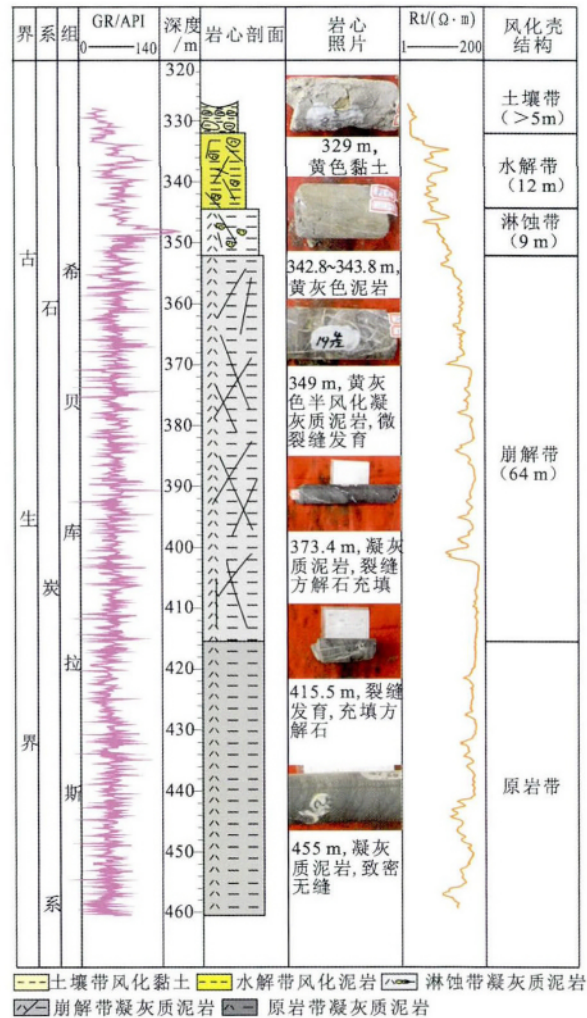 界 系 组 GR/API 0 140 深度/m 岩心剖面 岩心照片 Rt/(Ω·m) 1 200 风化壳结构
古生界
石炭系
希贝库拉斯
320
330
340
350
360
370
380
390
400
410
420
430
440
450
460
329 m,
黄色黏土
342.8~343.8 m,
黄灰色泥岩
349 m, 黄灰
色半风化凝
灰质泥岩, 微
裂缝发育
373.4 m, 凝灰
质泥岩, 裂缝
方解石充填
415.5 m, 裂缝
发育, 充填方
解石
455 m, 凝灰
质泥岩, 致密
无缝
土壤带
(>5m)
水解带
(12 m)
淋蚀带
(9 m)
崩解带
(64 m)
原岩带
土壤带风化黏土 水解带风化泥岩 淋蚀带凝灰质泥岩
崩解带凝灰质泥岩 原岩带凝灰质泥岩